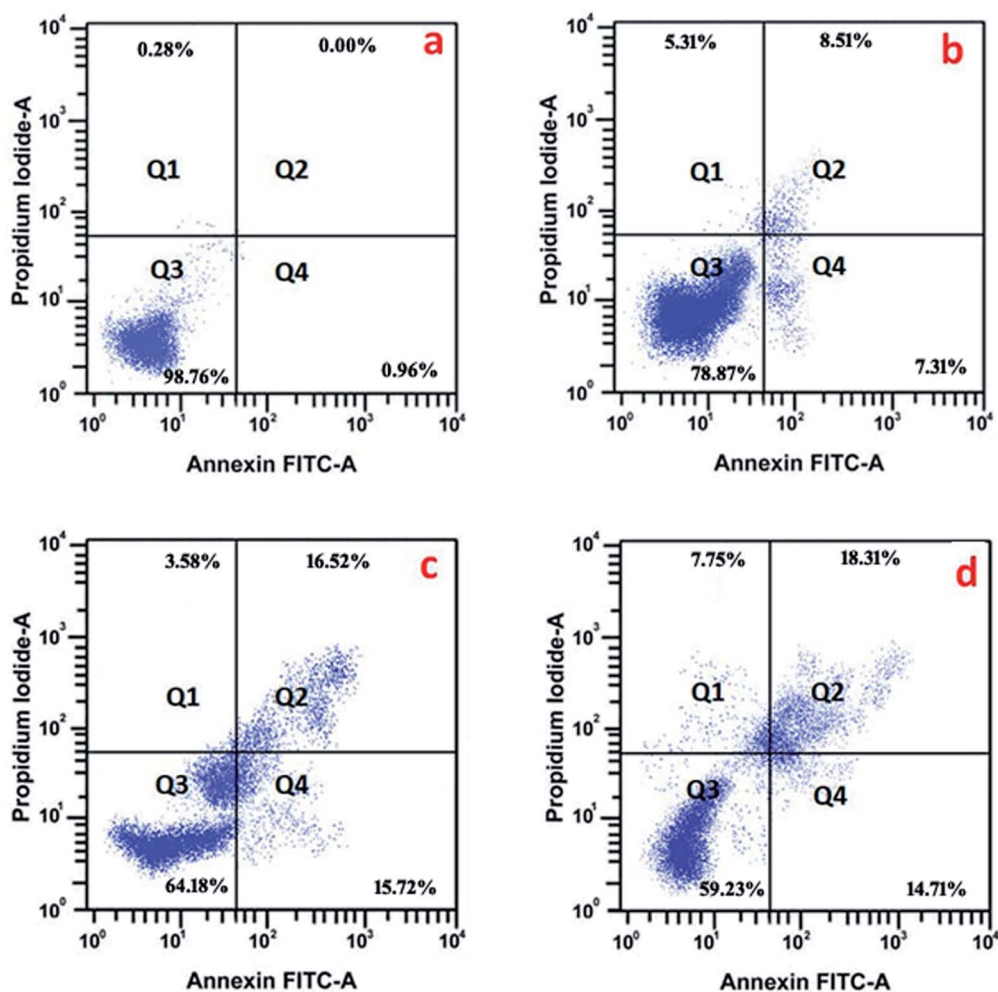 0.28% 0.00% a
Q1 Q2
Q3 Q4
98.76% 0.96%
Propidium Iodide-A
10⁴
10³
10²
10¹
10⁰
10⁰ 10¹ 10² 10³ 10⁴
Annexin FITC-A
5.31% 8.51% b
Q1 Q2
Q3 Q4
78.87% 7.31%
Propidium Iodide-A
10⁴
10³
10²
10¹
10⁰
10⁰ 10¹ 10² 10³ 10⁴
Annexin FITC-A
3.58% 16.52% c
Q1 Q2
Q3 Q4
64.18% 15.72%
Propidium Iodide-A
10⁴
10³
10²
10¹
10⁰
10⁰ 10¹ 10² 10³ 10⁴
Annexin FITC-A
7.75% 18.31% d
Q1 Q2
Q3 Q4
59.23% 14.71%
Propidium Iodide-A
10⁴
10³
10²
10¹
10⁰
10⁰ 10¹ 10² 10³ 10⁴
Annexin FITC-A